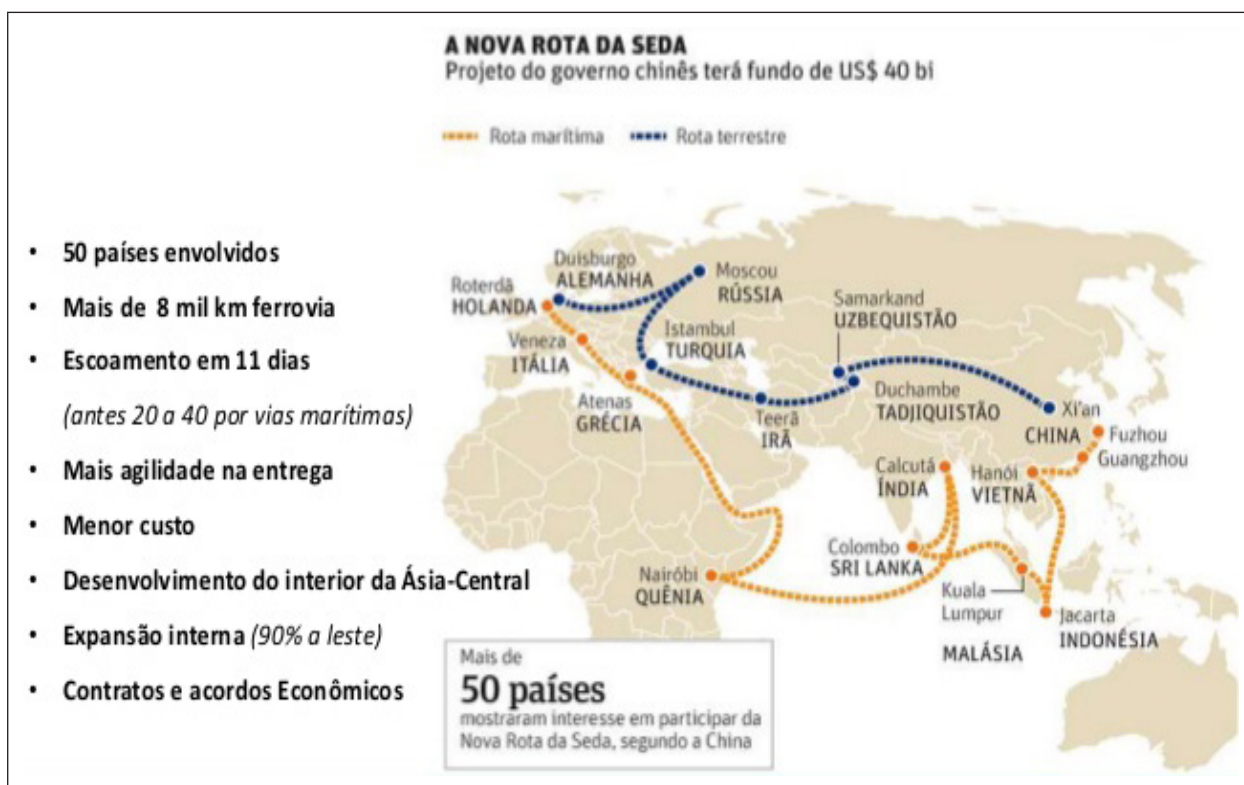 A NOVA ROTA DA SEDA
Projeto do governo chinês terá fundo de US$ 40 bi
Rota marítima
Rota terrestre
• 50 países envolvidos
• Mais de 8 mil km ferrovia
• Escoamento em 11 dias
(antes 20 a 40 por vias marítimas)
• Mais agilidade na entrega
• Menor custo
• Desenvolvimento do interior da Ásia-Central
• Expansão interna (90% a leste)
• Contratos e acordos Econômicos
Duisburgo
ALEMANHA
Moscou
RÚSSIA
Roterdã
HOLANDA
Samarkand
UZBEQUISTÃO
Istambul
TURQUIA
Veneza
ITÁLIA
Duchambe
TADJIQUISTÃO
Atenas
GRÉCIA
Teerã
IRÃ
Xi'an
CHINA
Fuzhou
Guangzhou
Calcutá
ÍNDIA
Hanói
VIETNÃ
Colombo
SRI LANKA
Nairóbi
QUÊNIA
Kuala
Lumpur
MALÁSIA
Jacarta
INDONÉSIA
Mais de
50 países
mostraram interesse em participar da
Nova Rota da Seda, segundo a China